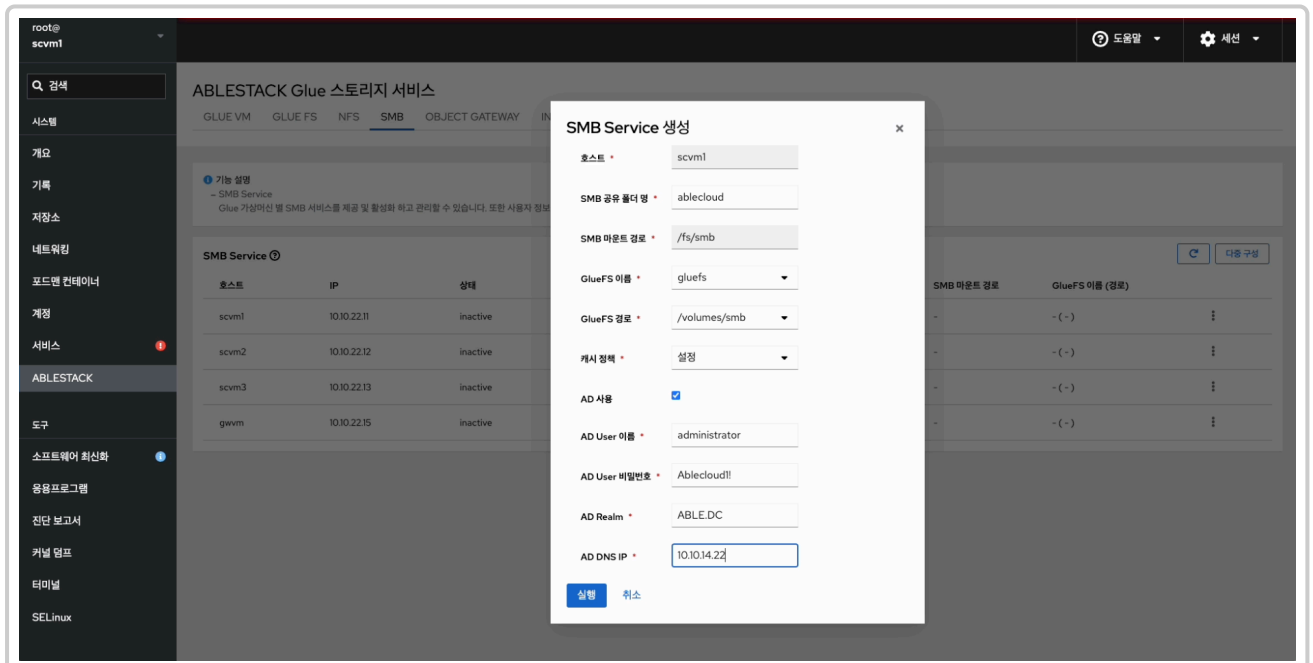 root@
scvm1
도움말
세션
검색
시스템
개요
기록
저장소
네트워킹
포드맨 컨테이너
계정
서비스
ABLESTACK
도구
소프트웨어 최신화
응용프로그램
진단 보고서
커널 덤프
터미널
SELinux
ABLESTACK Glue 스토리지 서비스
GLUE VM GLUE FS NFS SMB OBJECT GATEWAY IN
기능 설명
- SMB Service
Glue 가상머신 별 SMB 서비스를 제공 및 활성화 하고 관리할 수 있습니다. 또한 사용자 정보
SMB Service
다중 구성
호스트 IP 상태 SMB 마운트 경로 GlueFS 이름 (경로)
scvm1 10.10.22.11 inactive - - ( - )
scvm2 10.10.22.12 inactive - - ( - )
scvm3 10.10.22.13 inactive - - ( - )
gwvm 10.10.22.15 inactive - - ( - )
SMB Service 생성
호스트 * scvm1
SMB 공유 폴더 명 * ablecloud
SMB 마운트 경로 * /fs/smb
GlueFS 이름 * gluefs
GlueFS 경로 * /volumes/smb
캐시 정책 * 설정
AD 사용
AD User 이름 * administrator
AD User 비밀번호 * Ablecloud1!
AD Realm * ABLE.DC
AD DNS IP * 10.10.14.22
실행 취소